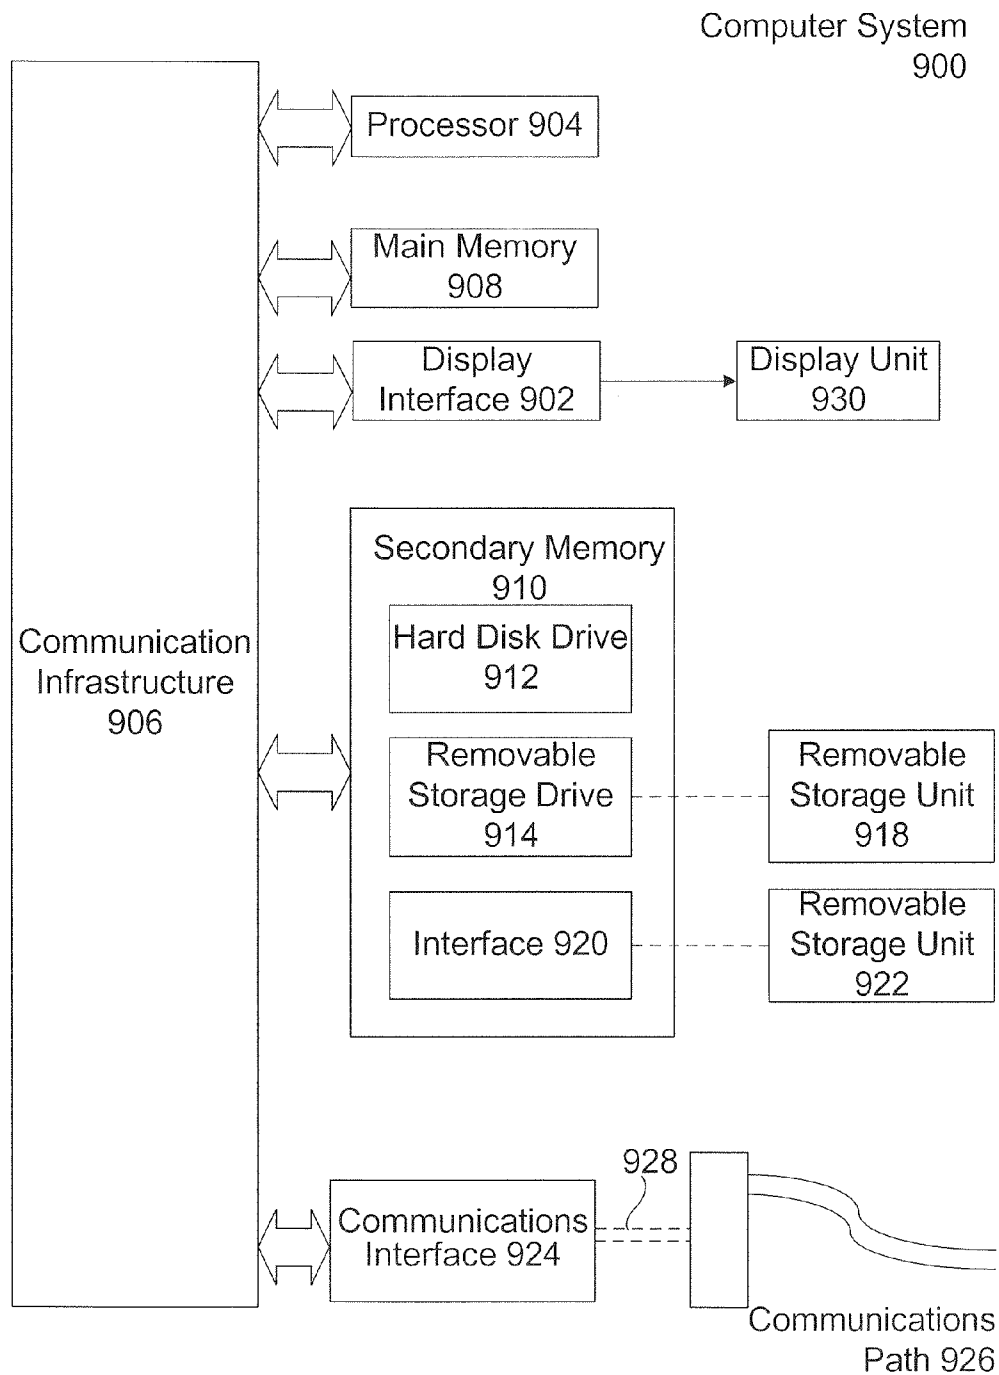 Computer System
900
Processor 904
Main Memory
908
Display
Interface 902
Display Unit
930
Secondary Memory
910
Hard Disk Drive
912
Communication
Infrastructure
906
Removable
Storage Drive
914
Removable
Storage Unit
918
Interface 920
Removable
Storage Unit
922
928
Communications
Interface 924
Communications
Path 926